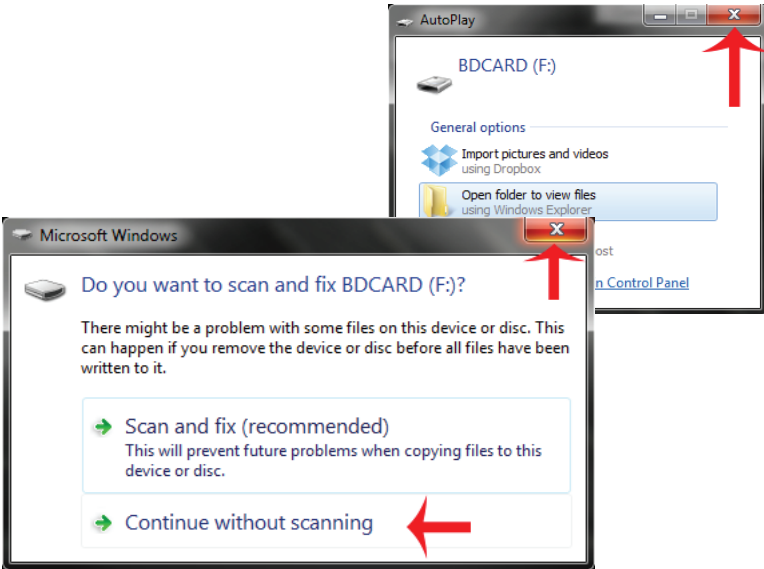 AutoPlay
BDCARD (F:)
General options
Import pictures and videos
using Dropbox
Open folder to view files
using Windows Explorer
ost
n Control Panel
Microsoft Windows
Do you want to scan and fix BDCARD (F:)?
There might be a problem with some files on this device or disc. This
can happen if you remove the device or disc before all files have been
written to it.
Scan and fix (recommended)
This will prevent future problems when copying files to this
device or disc.
Continue without scanning